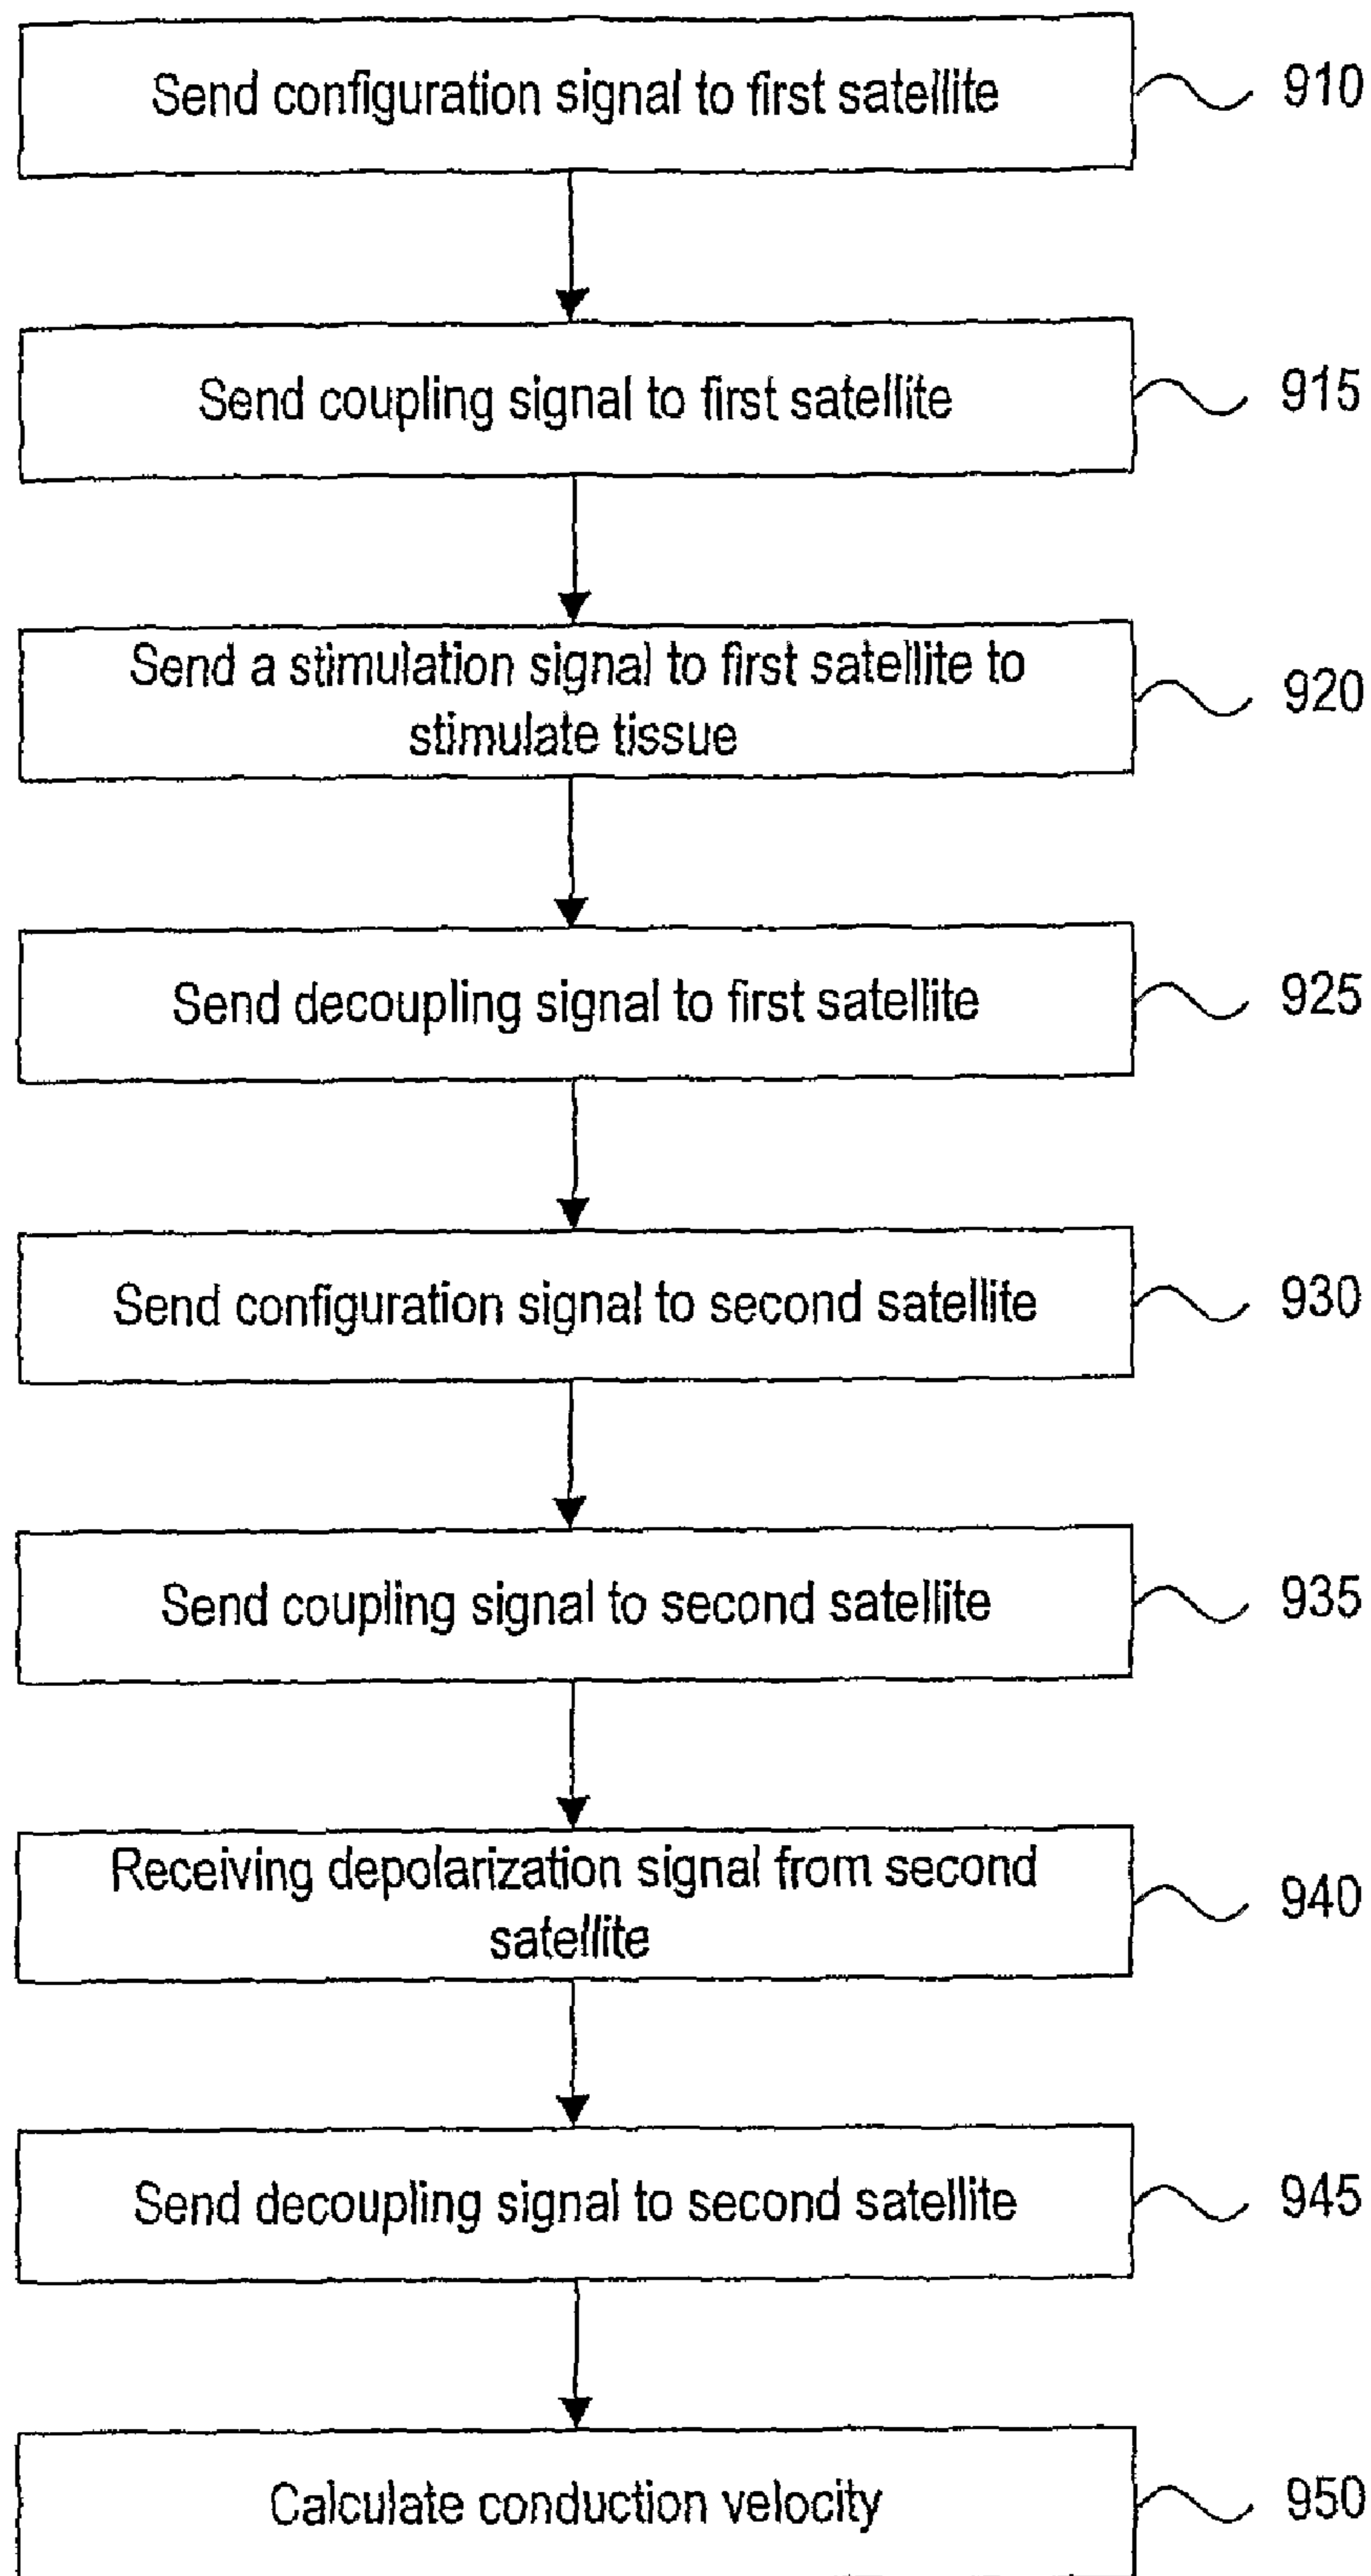 Send configuration signal to first satellite
910
Send coupling signal to first satellite
915
Send a stimulation signal to first satellite to
stimulate tissue
920
Send decoupling signal to first satellite
925
Send configuration signal to second satellite
930
Send coupling signal to second satellite
935
Receiving depolarization signal from second
satellite
940
Send decoupling signal to second satellite
945
Calculate conduction velocity
950